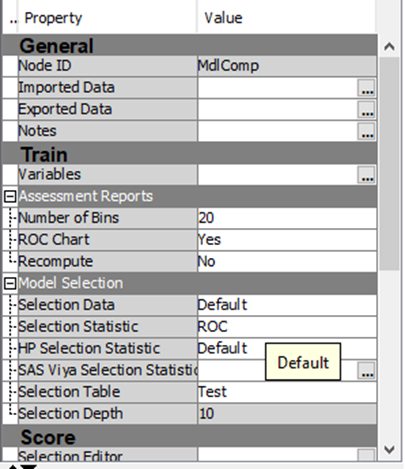 .. Property Value
General
Node ID MdlComp
Imported Data ...
Exported Data ...
Notes ...
Train
Variables ...
Assessment Reports
Number of Bins 20
ROC Chart Yes
Recompute No
Model Selection
Selection Data Default
Selection Statistic ROC
HP Selection Statistic Default
Default
SAS Viya Selection Statistic ...
Selection Table Test
Selection Depth 10
Score
Selection Editor